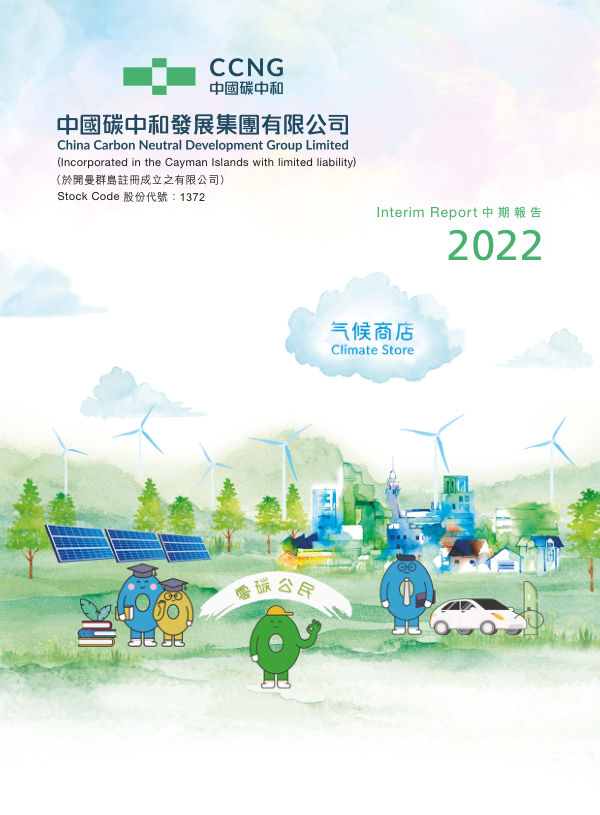 CCNG
中國碳中和
中國碳中和發展集團有限公司
China Carbon Neutral Development Group Limited
(Incorporated in the Cayman Islands with limited liability)
(於開曼群島註冊成立之有限公司)
Stock Code 股份代號：1372
Interim Report 中期報告
2022
气候商店
Climate Store
零碳公民